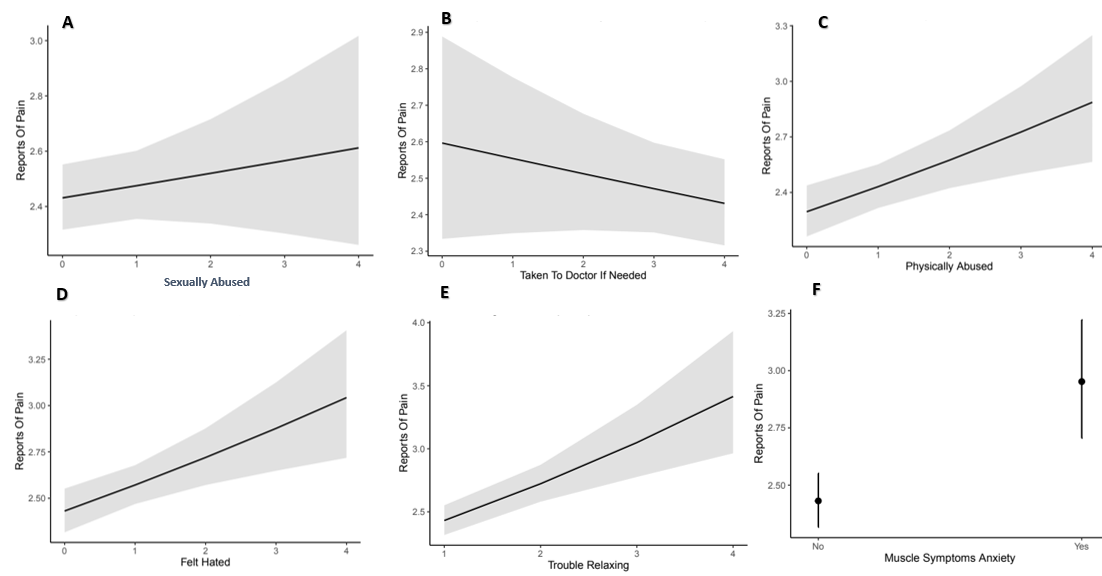 A
Reports Of Pain
3.0
2.8
2.6
2.4
0 1 2 3 4
Sexually Abused
B
Reports Of Pain
2.9
2.8
2.7
2.6
2.5
2.4
2.3
0 1 2 3 4
Taken To Doctor If Needed
C
Reports Of Pain
3.3
3.0
2.7
2.4
0 1 2 3 4
Physically Abused
D
Reports Of Pain
3.25
3.00
2.75
2.50
0 1 2 3 4
Felt Hated
E
Reports Of Pain
4.0
3.5
3.0
2.5
1 2 3 4
Trouble Relaxing
F
Reports Of Pain
3.25
3.00
2.75
2.50
No Yes
Muscle Symptoms Anxiety